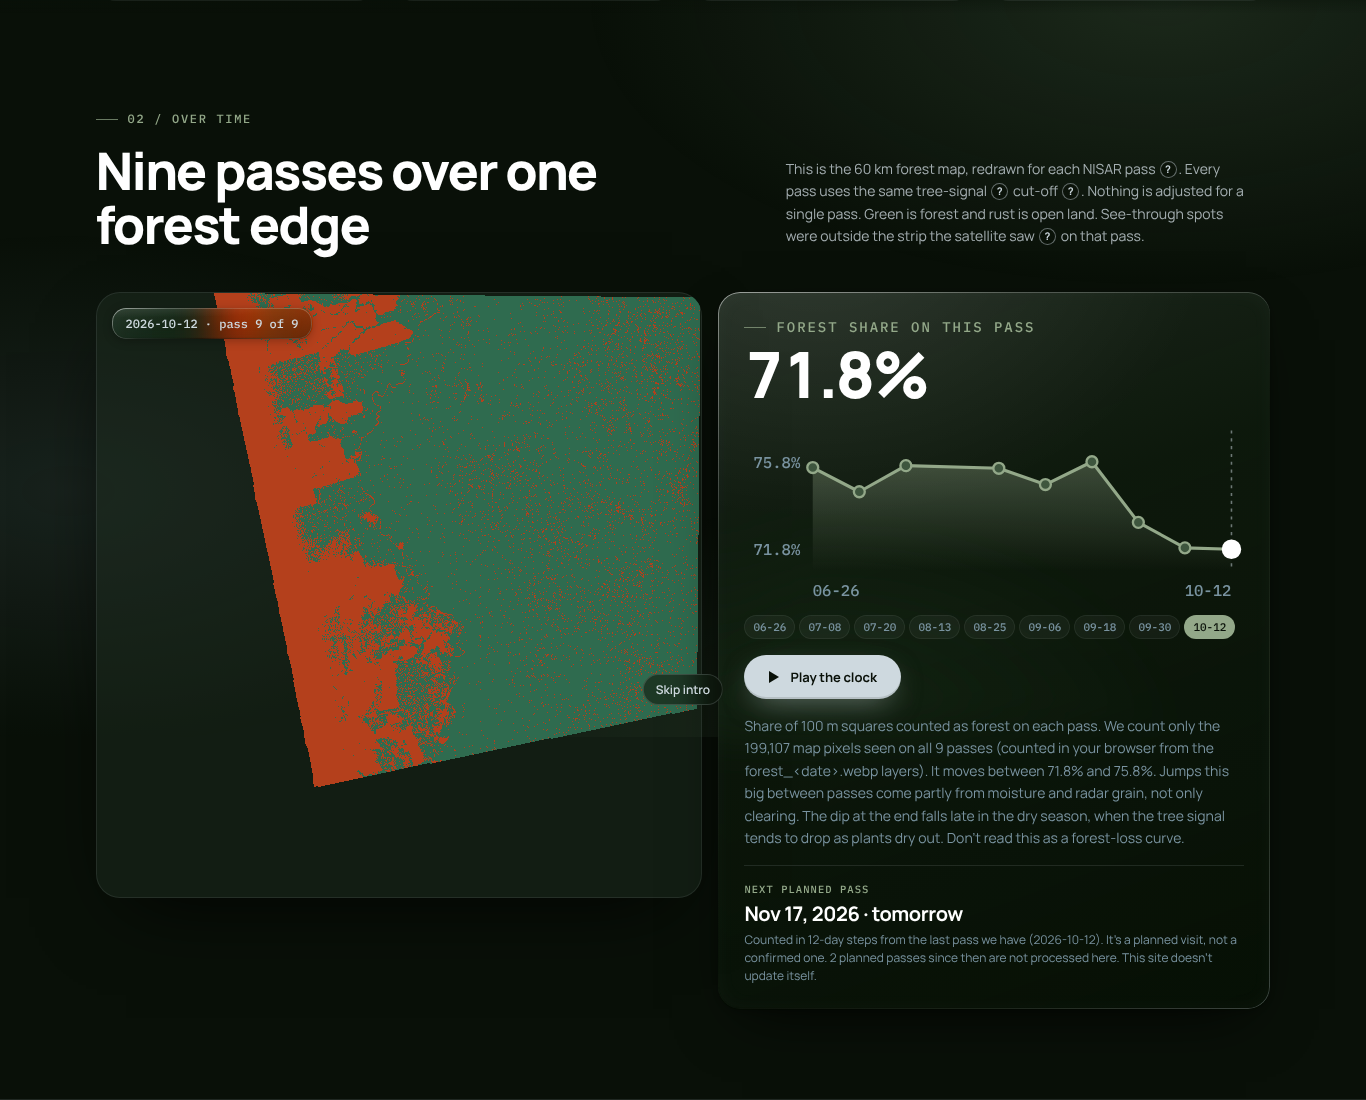 02 / OVER TIME
Nine passes over one
forest edge
This is the 60 km forest map, redrawn for each NISAR pass ? . Every
pass uses the same tree-signal ? cut-off ? . Nothing is adjusted for a
single pass. Green is forest and rust is open land. See-through spots
were outside the strip the satellite saw ? on that pass.
2026-10-12 · pass 9 of 9
Skip intro
FOREST SHARE ON THIS PASS
71.8%
75.8%
71.8%
06-26 10-12
06-26 07-08 07-20 08-13 08-25 09-06 09-18 09-30 10-12
Play the clock
Share of 100 m squares counted as forest on each pass. We count only the
199,107 map pixels seen on all 9 passes (counted in your browser from the
forest_<date>.webp layers). It moves between 71.8% and 75.8%. Jumps this
big between passes come partly from moisture and radar grain, not only
clearing. The dip at the end falls late in the dry season, when the tree signal
tends to drop as plants dry out. Don't read this as a forest-loss curve.
NEXT PLANNED PASS
Nov 17, 2026 · tomorrow
Counted in 12-day steps from the last pass we have (2026-10-12). It's a planned visit, not a
confirmed one. 2 planned passes since then are not processed here. This site doesn't
update itself.